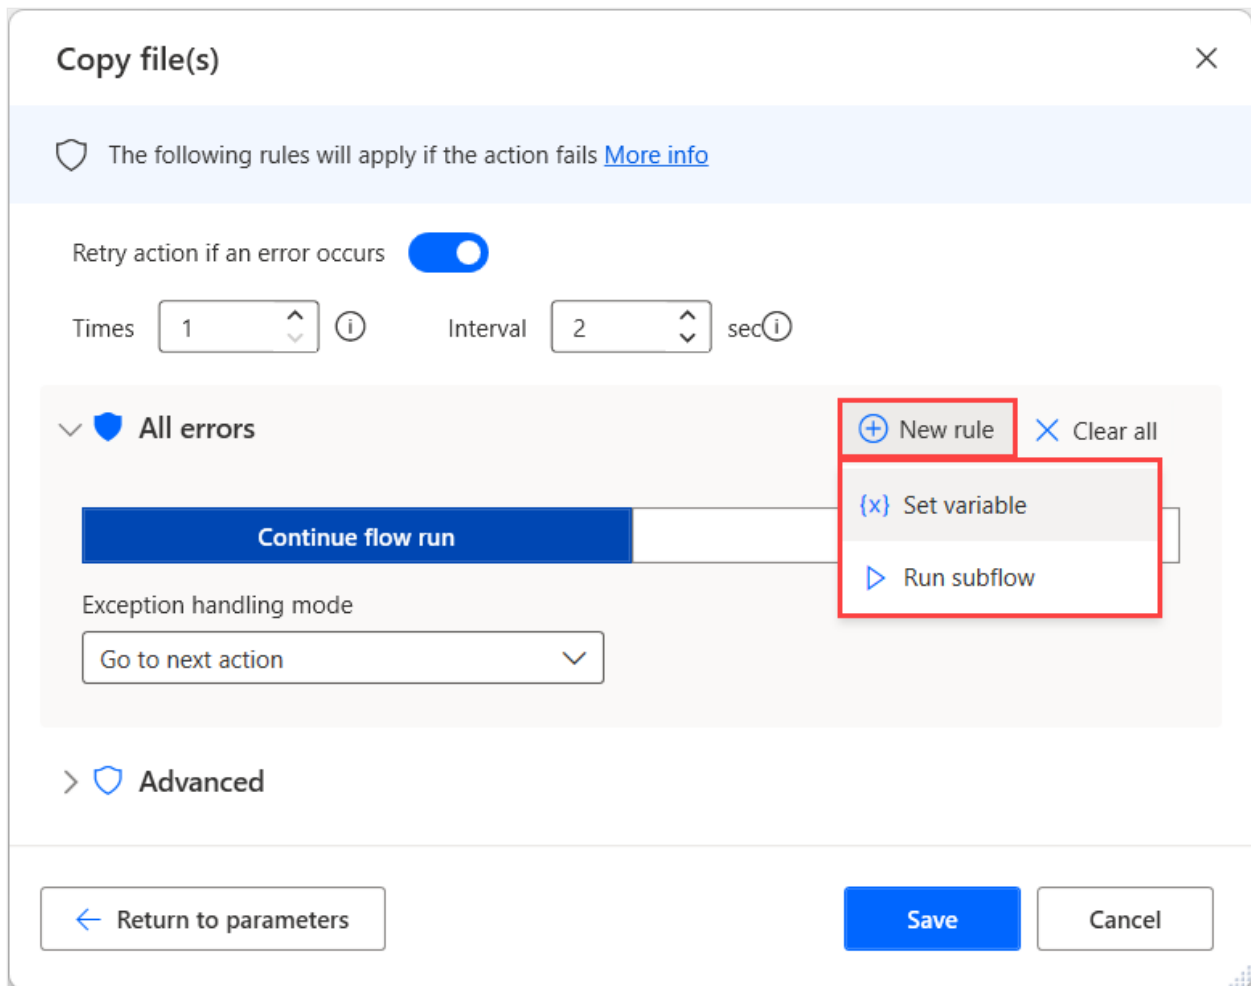 Copy file(s)
The following rules will apply if the action fails More info
Retry action if an error occurs
Times 1 Interval 2 sec
All errors New rule Clear all
{x} Set variable
Continue flow run
Run subflow
Exception handling mode
Go to next action
Advanced
Return to parameters Save Cancel